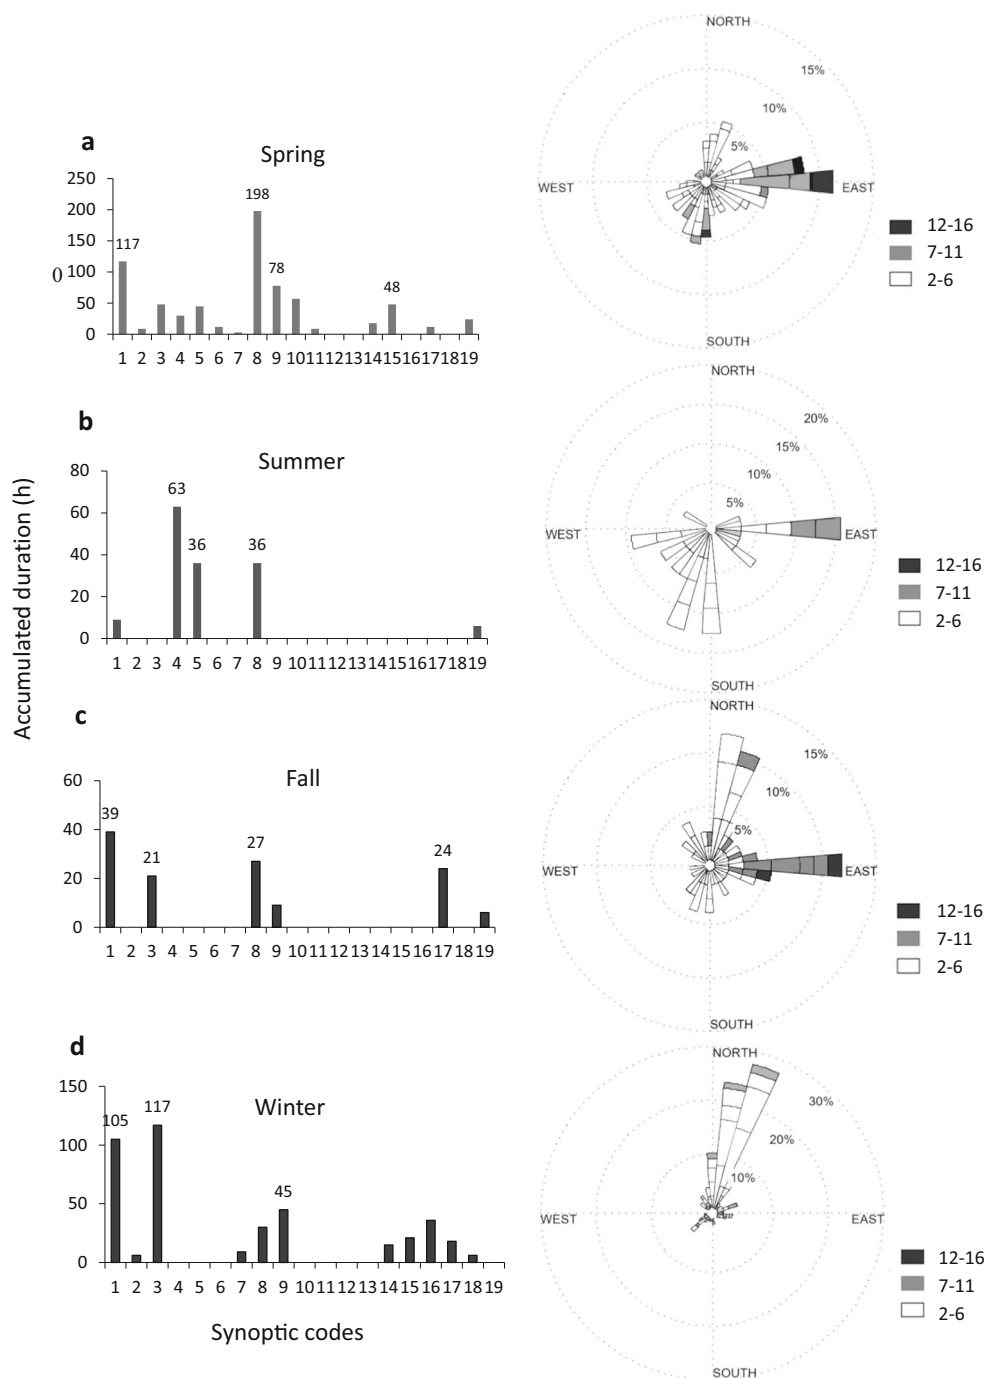 a
Spring
250
200
150
100
50
0
0
117
198
78
48
1 2 3 4 5 6 7 8 9 10 11 12 13 14 15 16 17 18 19
NORTH
15%
10%
5%
WEST
EAST
SOUTH
12-16
7-11
2-6
b
Summer
80
60
40
20
0
63
36
36
1 2 3 4 5 6 7 8 9 10 11 12 13 14 15 16 17 18 19
NORTH
20%
15%
10%
5%
WEST
EAST
SOUTH
12-16
7-11
2-6
Accumulated duration (h)
c
Fall
60
40
20
0
39
21
27
24
1 2 3 4 5 6 7 8 9 10 11 12 13 14 15 16 17 18 19
NORTH
15%
10%
5%
WEST
EAST
SOUTH
12-16
7-11
2-6
d
Winter
150
100
50
0
105
117
45
1 2 3 4 5 6 7 8 9 10 11 12 13 14 15 16 17 18 19
Synoptic codes
NORTH
30%
20%
10%
WEST
EAST
SOUTH
12-16
7-11
2-6